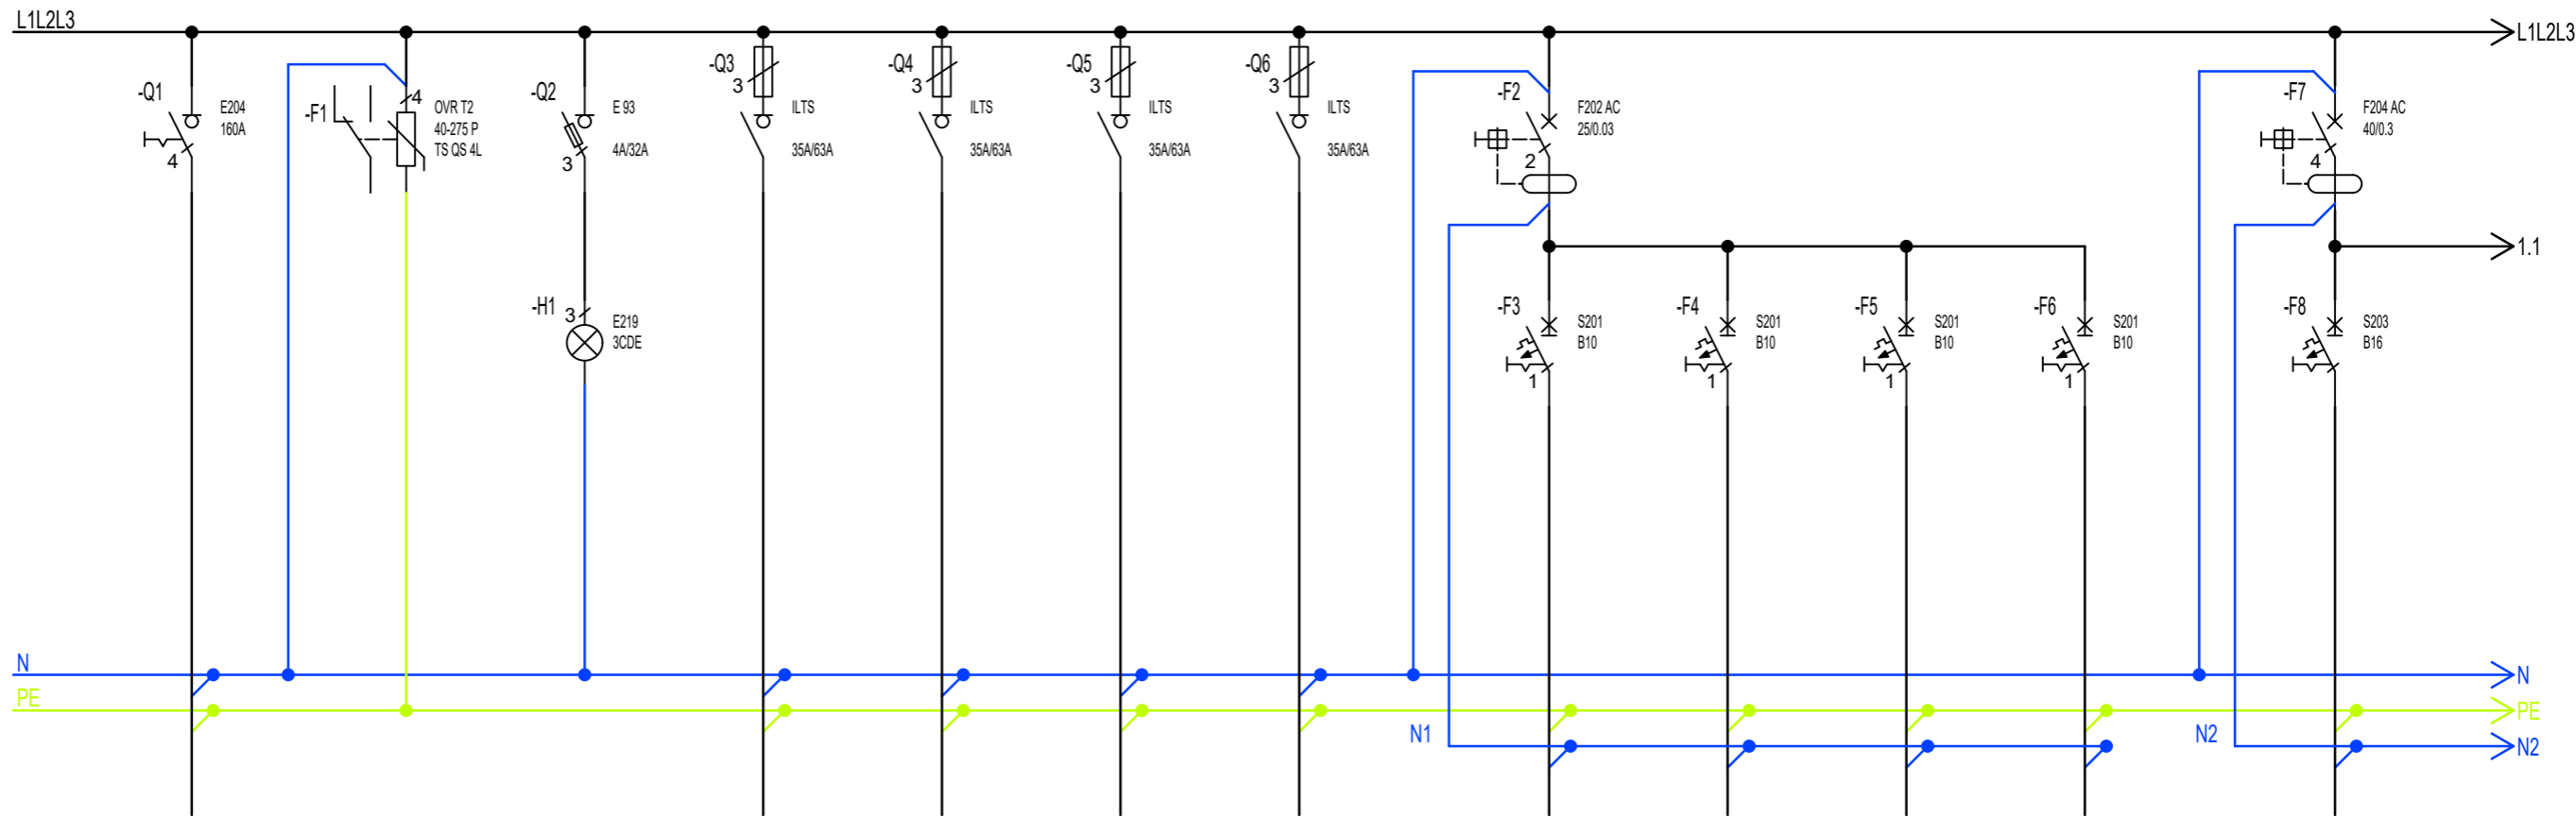 L1L2L3
L1L2L3
-Q1
E204
160A
4
-F1
4
OVR T2
40-275 P
TS QS 4L
-Q2
E 93
4A/32A
3
-H1
3
E219
3CDE
-Q3
3
ILTS
35A/63A
-Q4
3
ILTS
35A/63A
-Q5
3
ILTS
35A/63A
-Q6
3
ILTS
35A/63A
-F2
F202 AC
25/0.03
2
-F7
F204 AC
40/0.3
4
1.1
-F3
S201
B10
1
-F4
S201
B10
1
-F5
S201
B10
1
-F6
S201
B10
1
-F8
S203
B16
3
N
N
PE
PE
N1
N2
N2